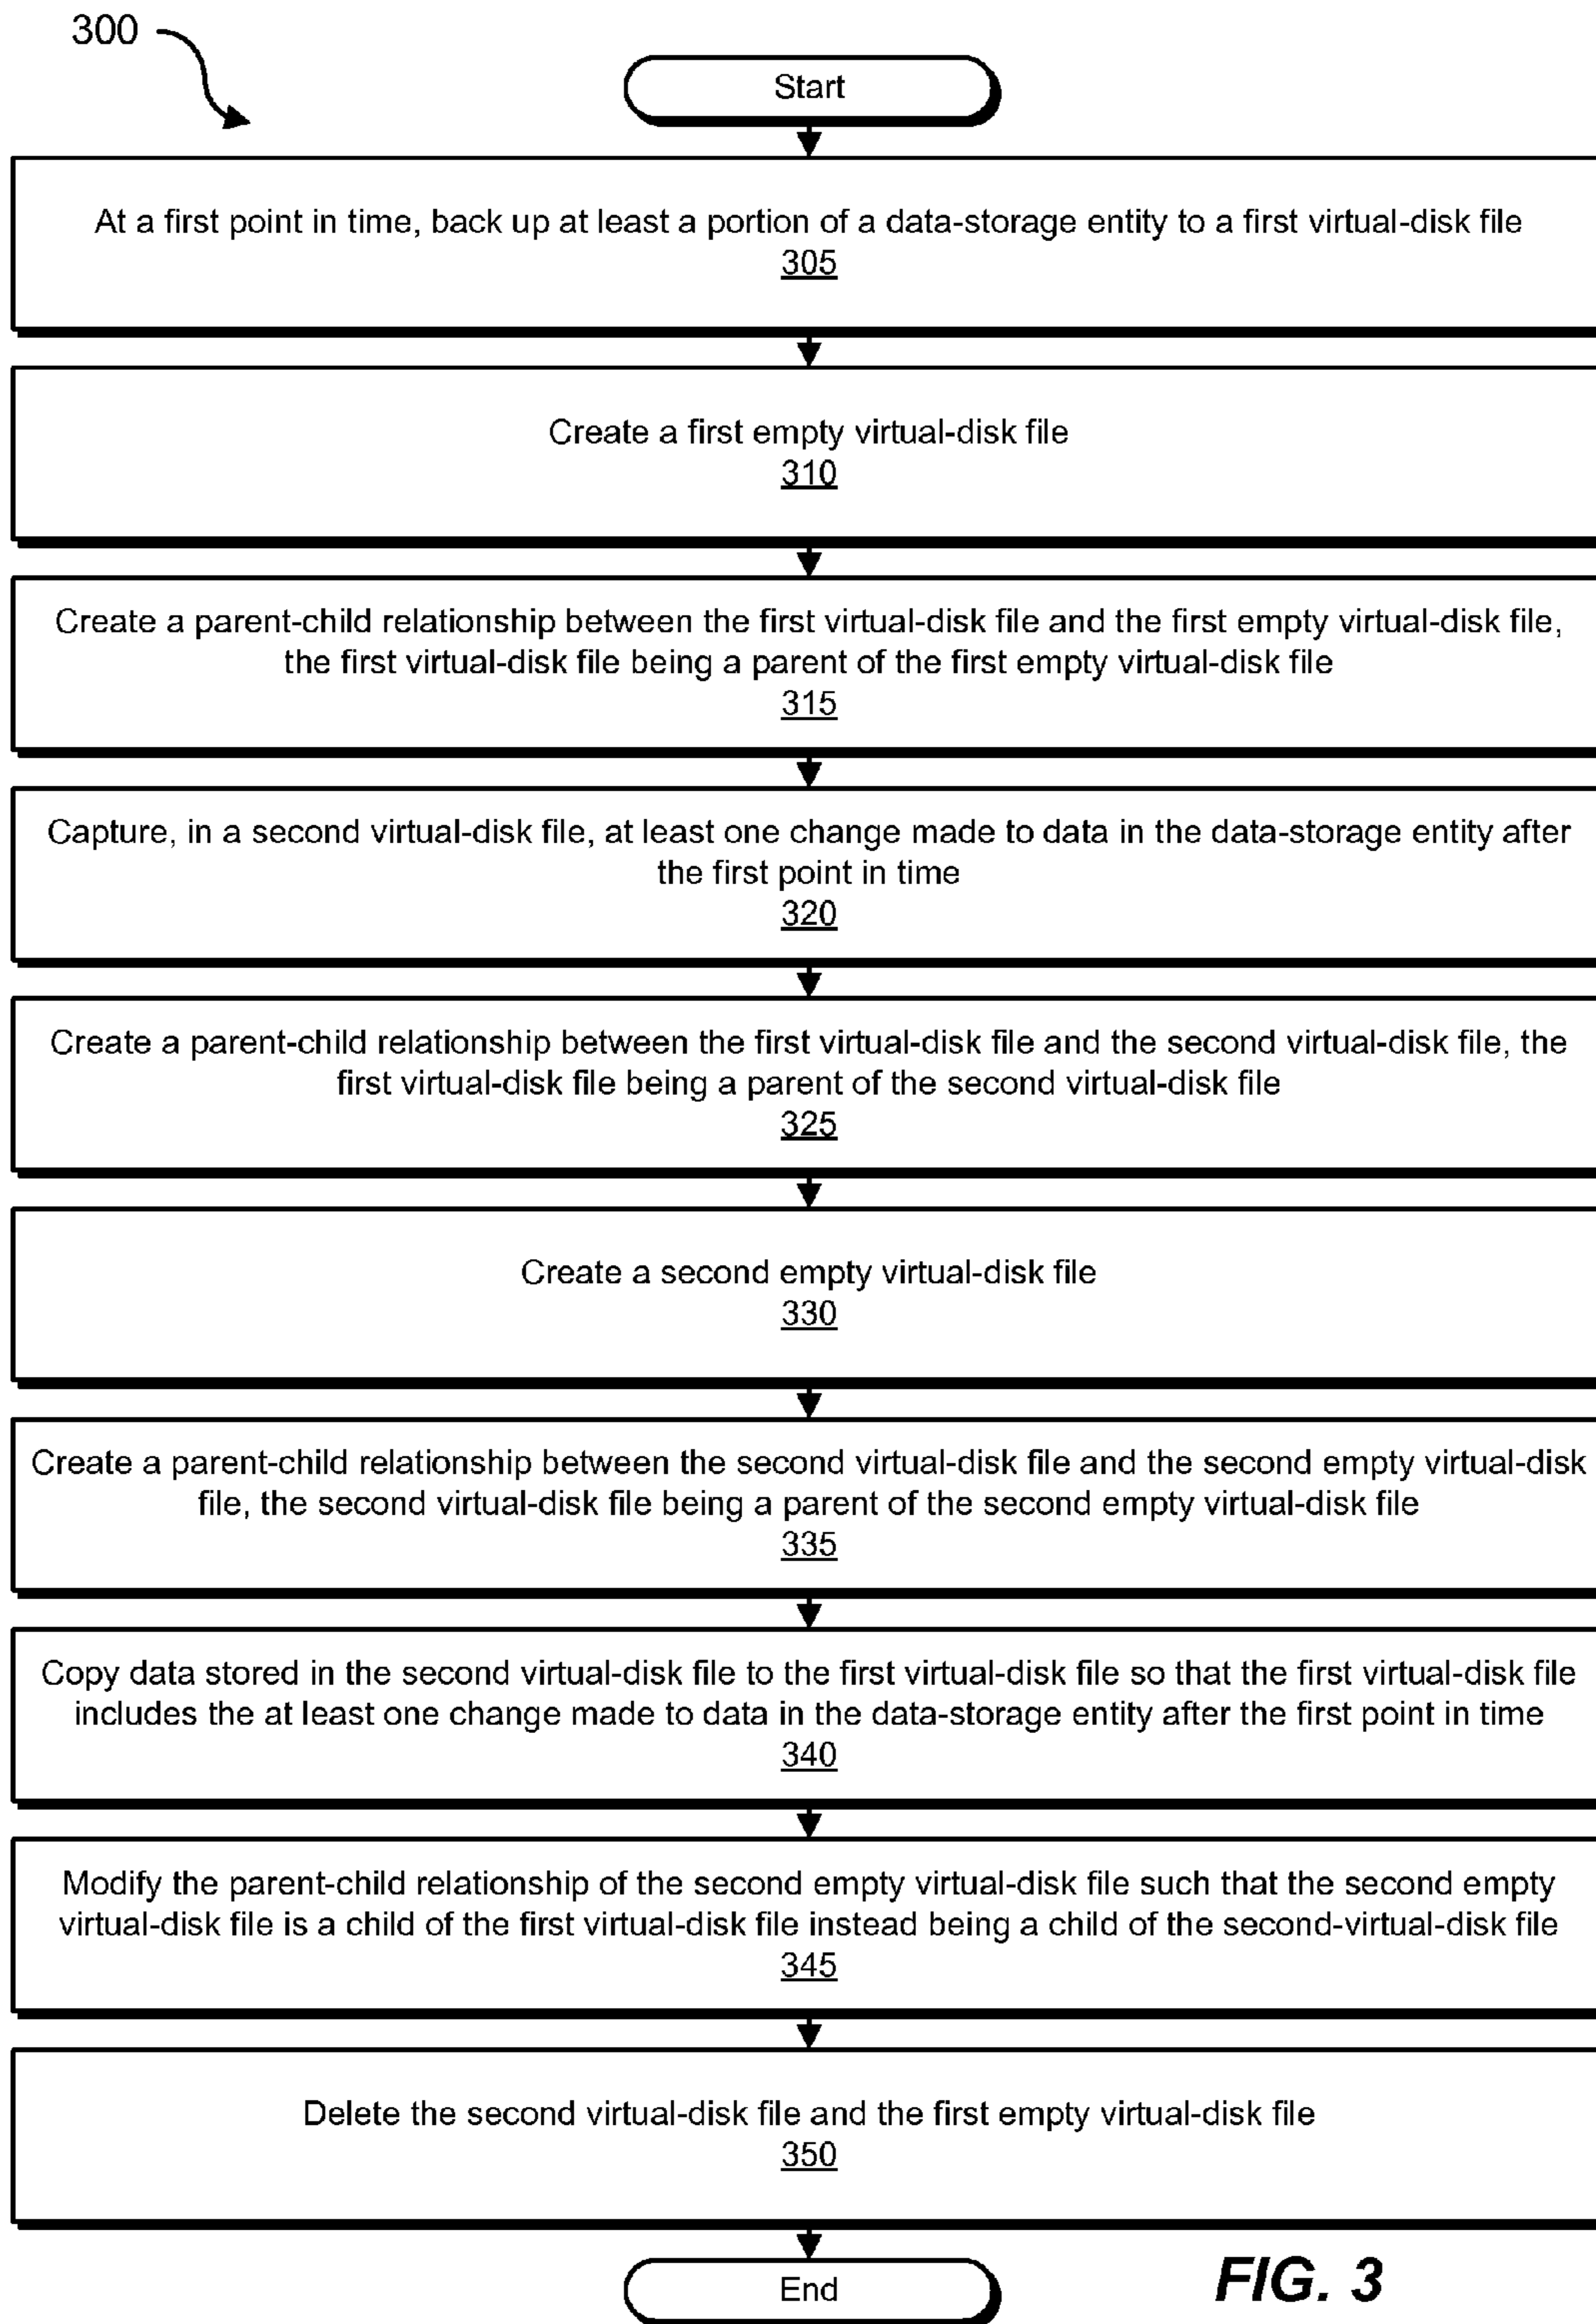 300
Start
At a first point in time, back up at least a portion of a data-storage entity to a first virtual-disk file
305
Create a first empty virtual-disk file
310
Create a parent-child relationship between the first virtual-disk file and the first empty virtual-disk file,
the first virtual-disk file being a parent of the first empty virtual-disk file
315
Capture, in a second virtual-disk file, at least one change made to data in the data-storage entity after
the first point in time
320
Create a parent-child relationship between the first virtual-disk file and the second virtual-disk file, the
first virtual-disk file being a parent of the second virtual-disk file
325
Create a second empty virtual-disk file
330
Create a parent-child relationship between the second virtual-disk file and the second empty virtual-disk
file, the second virtual-disk file being a parent of the second empty virtual-disk file
335
Copy data stored in the second virtual-disk file to the first virtual-disk file so that the first virtual-disk file
includes the at least one change made to data in the data-storage entity after the first point in time
340
Modify the parent-child relationship of the second empty virtual-disk file such that the second empty
virtual-disk file is a child of the first virtual-disk file instead being a child of the second-virtual-disk file
345
Delete the second virtual-disk file and the first empty virtual-disk file
350
End
FIG. 3